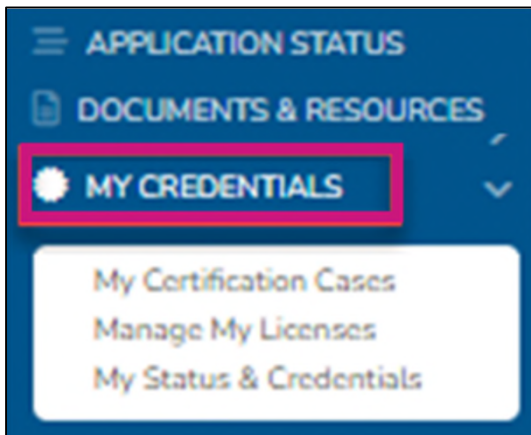 APPLICATION STATUS
DOCUMENTS & RESOURCES
MY CREDENTIALS
My Certification Cases
Manage My Licenses
My Status & Credentials